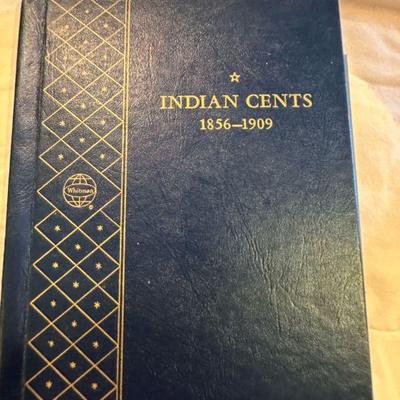 INDIAN CENTS
1856–1909
Whitman
®